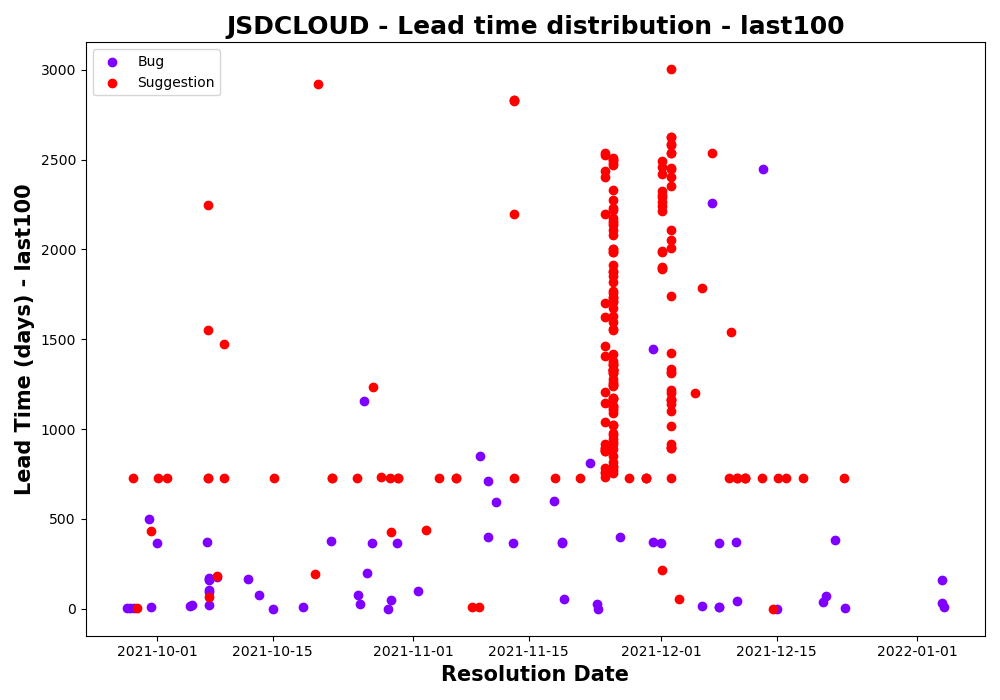 JSDCLOUD - Lead time distribution - last100
Bug
Suggestion
Lead Time (days) - last100
3000
2500
2000
1500
1000
500
0
2021-10-01
2021-10-15
2021-11-01
2021-11-15
2021-12-01
2021-12-15
2022-01-01
Resolution Date